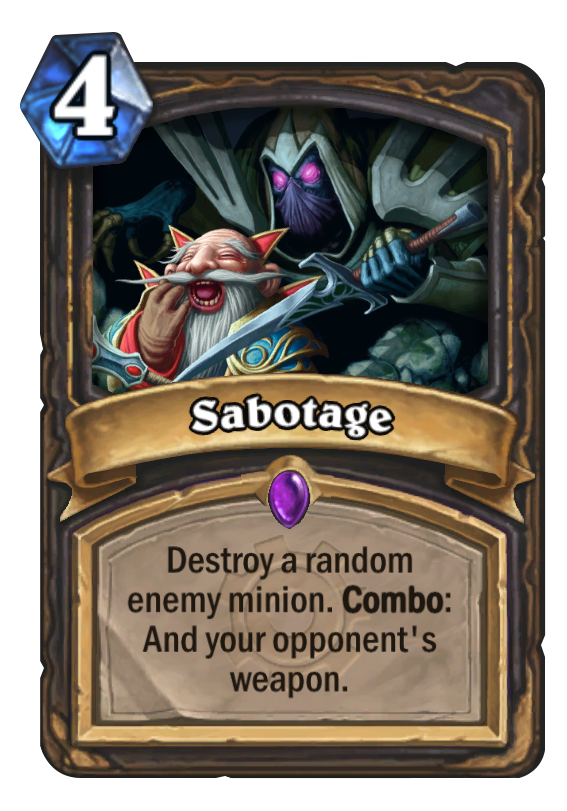 4
Sabotage
Destroy a random
enemy minion. Combo:
And your opponent's
weapon.